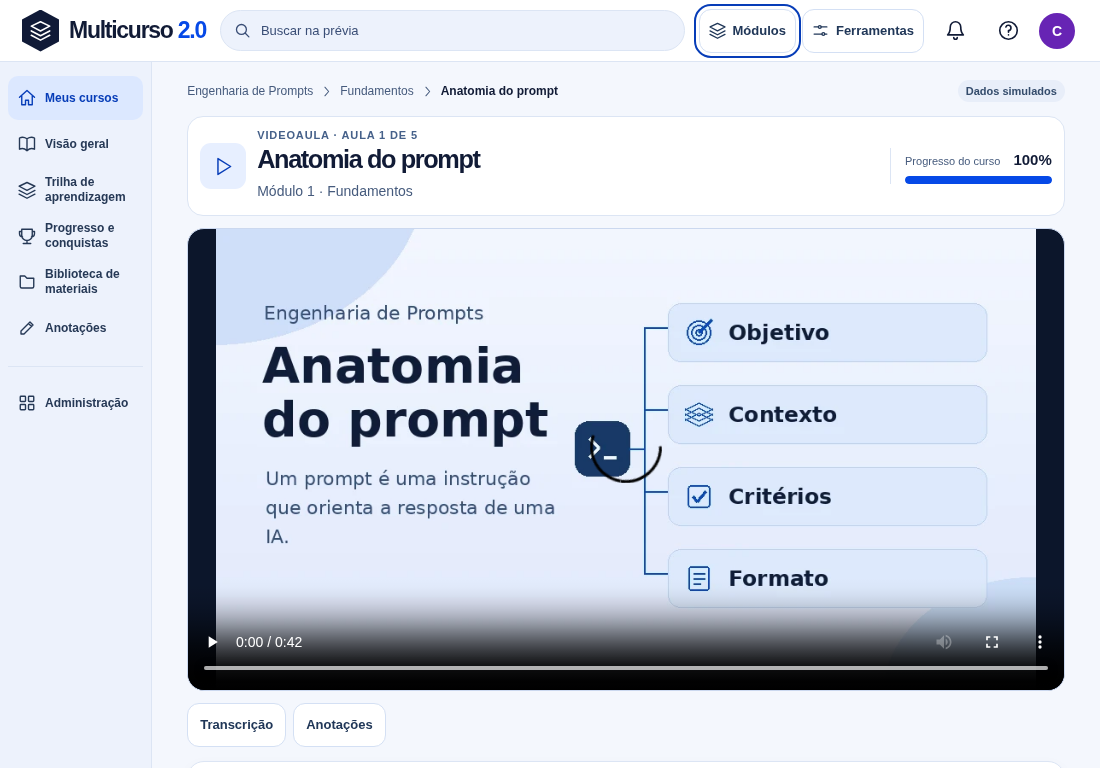 Multicurso 2.0
Buscar na prévia
Módulos
Ferramentas
C
Meus cursos
Visão geral
Trilha de
aprendizagem
Progresso e
conquistas
Biblioteca de
materiais
Anotações
Administração
Engenharia de Prompts
Fundamentos
Anatomia do prompt
Dados simulados
VIDEOAULA · AULA 1 DE 5
Anatomia do prompt
Módulo 1 · Fundamentos
Progresso do curso 100%
Engenharia de Prompts
Anatomia
do prompt
Um prompt é uma instrução
que orienta a resposta de uma
IA.
Objetivo
Contexto
Critérios
Formato
0:00 / 0:42
Transcrição
Anotações